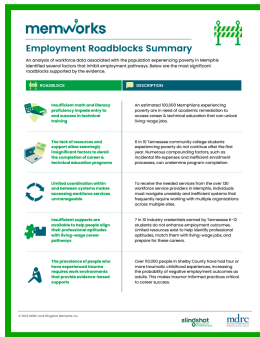 memworks
Employment Roadblocks Summary
An analysis of workforce data associated with the population experiencing poverty in Memphis
identified several factors that inhibit employment pathways. Below are the most significant
roadblocks supported by the evidence.
ROADBLOCK
DESCRIPTION
Insufficient math and literacy
proficiency impede entry to
and success in technical
training
An estimated 100,000 Memphians experiencing
poverty are in need of academic remediation to
access career & technical education that can unlock
living wage jobs.
The lack of resources and
support allow seemingly
insignificant factors to derail
the completion of career &
technical education programs
6 in 10 Tennessee community college students
experiencing poverty do not continue after the first
year. Numerous compounding factors, such as
incidental life expenses and inefficient enrollment
processes, can undermine program completion.
Limited coordination within
and between systems makes
accessing workforce services
unmanageable
To receive the needed services from the over 120
workforce service providers in Memphis, individuals
must navigate unwieldy and inefficient systems that
frequently require working with multiple organizations
across multiple sites.
Insufficient supports are
available to help people align
their professional aptitudes
with living-wage career
pathways
7 in 10 industry credentials earned by Tennessee K-12
students do not enhance employment outcomes.
Limited resources exist to help identify professional
aptitudes, match them with living-wage jobs, and
prepare for these careers.
The prevalence of people who
have experienced trauma
requires work environments
that provide evidence-based
supports
Over 90,000 people in Shelby County have had four or
more traumatic childhood experiences, increasing
the probability of negative employment outcomes as
adults. This makes trauma-informed practices critical
to career success.
slingshot
mdrc